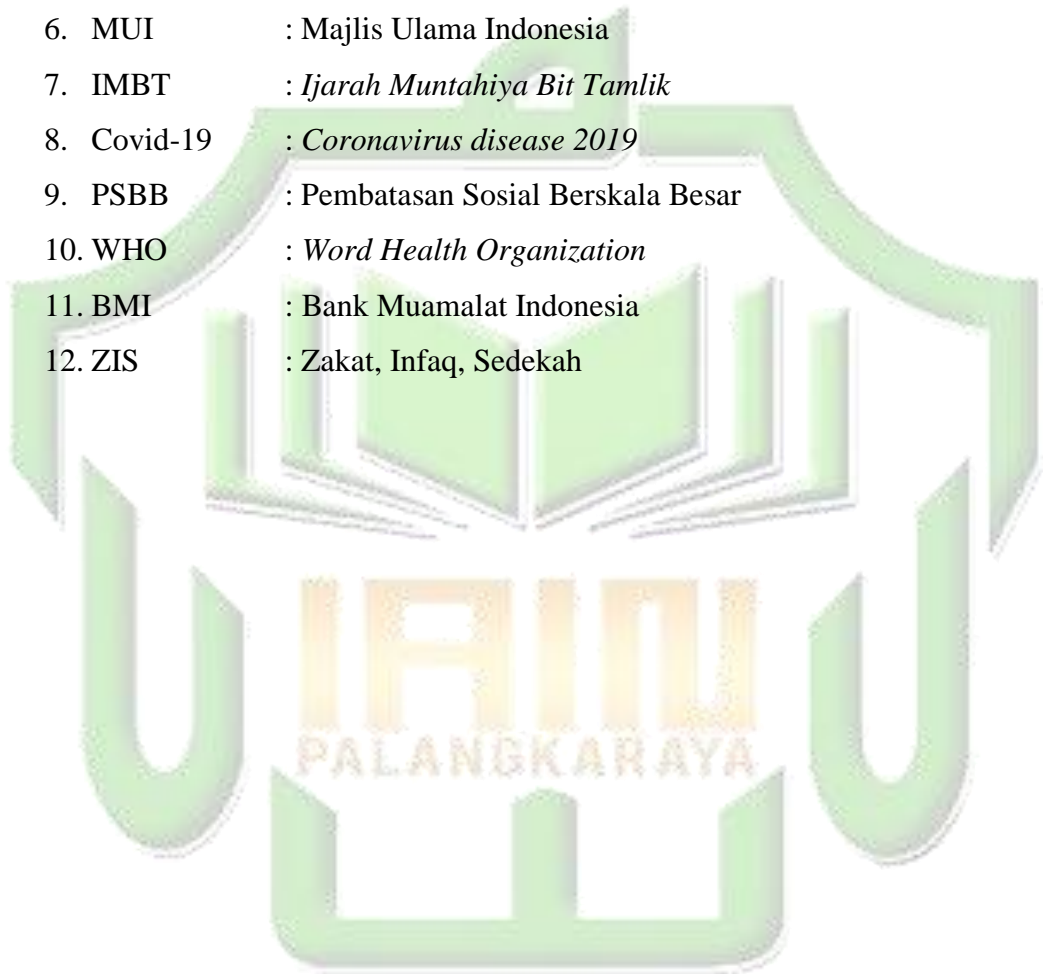 6. MUI : Majlis Ulama Indonesia
7. IMBT : Ijarah Muntahiya Bit Tamlik
8. Covid-19 : Coronavirus disease 2019
9. PSBB : Pembatasan Sosial Berskala Besar
10. WHO : Word Health Organization
11. BMI : Bank Muamalat Indonesia
12. ZIS : Zakat, Infaq, Sedekah
IAIN
PALANGKARAYA